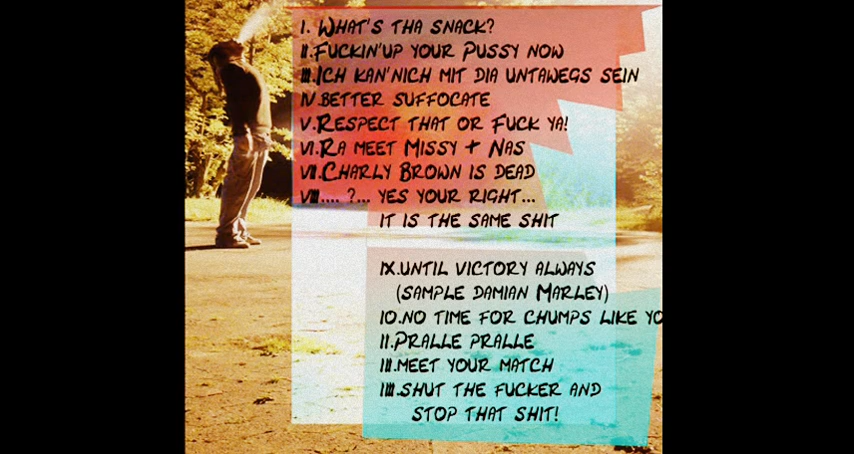 I. What's tha snack?
II.Fuckin'up your Pussy now
III.Ich kan'nich mit dia untawegs sein
IV.better suffocate
V.Respect that or Fuck ya!
VI.Ra meet Missy + Nas
VII.Charly Brown is dead
VIII.... ?... yes your right...
it is the same shit
IX.until victory always
(sample damian Marley)
10.no time for chumps like yo
11.Pralle pralle
12.meet your match
13.shut the fucker and
stop that shit!